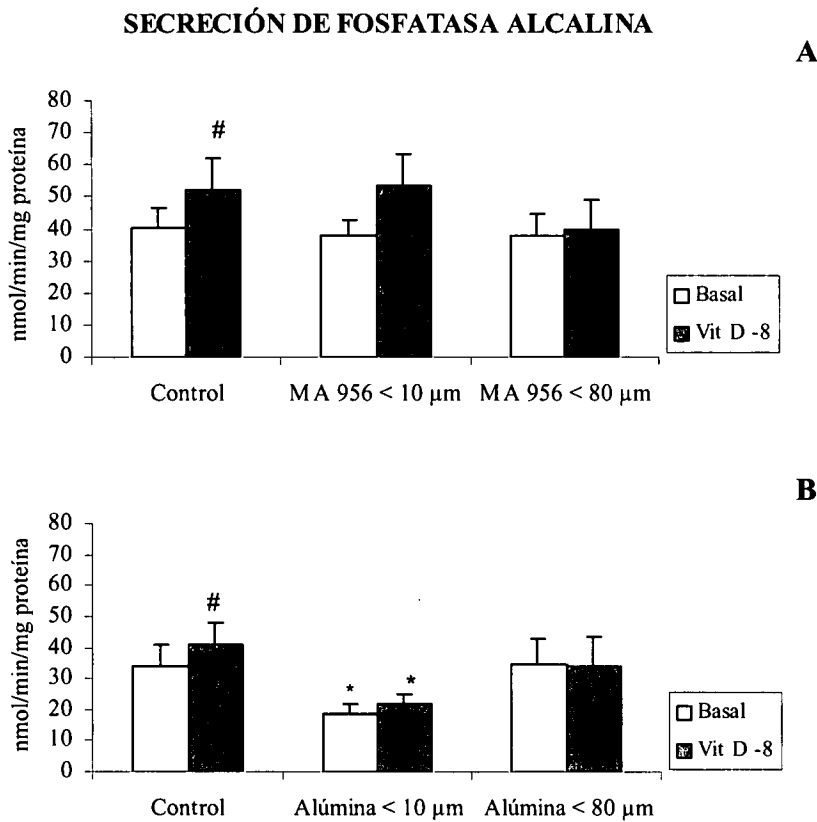 SECRECIÓN DE FOSFATASA ALCALINA
A
nmol/min/mg proteína
80
70
60
50
40
30
20
10
0
#
Control
MA 956 < 10 µm
MA 956 < 80 µm
Basal
Vit D -8
B
nmol/min/mg proteína
80
70
60
50
40
30
20
10
0
#
*
*
Control
Alúmina < 10 µm
Alúmina < 80 µm
Basal
Vit D -8